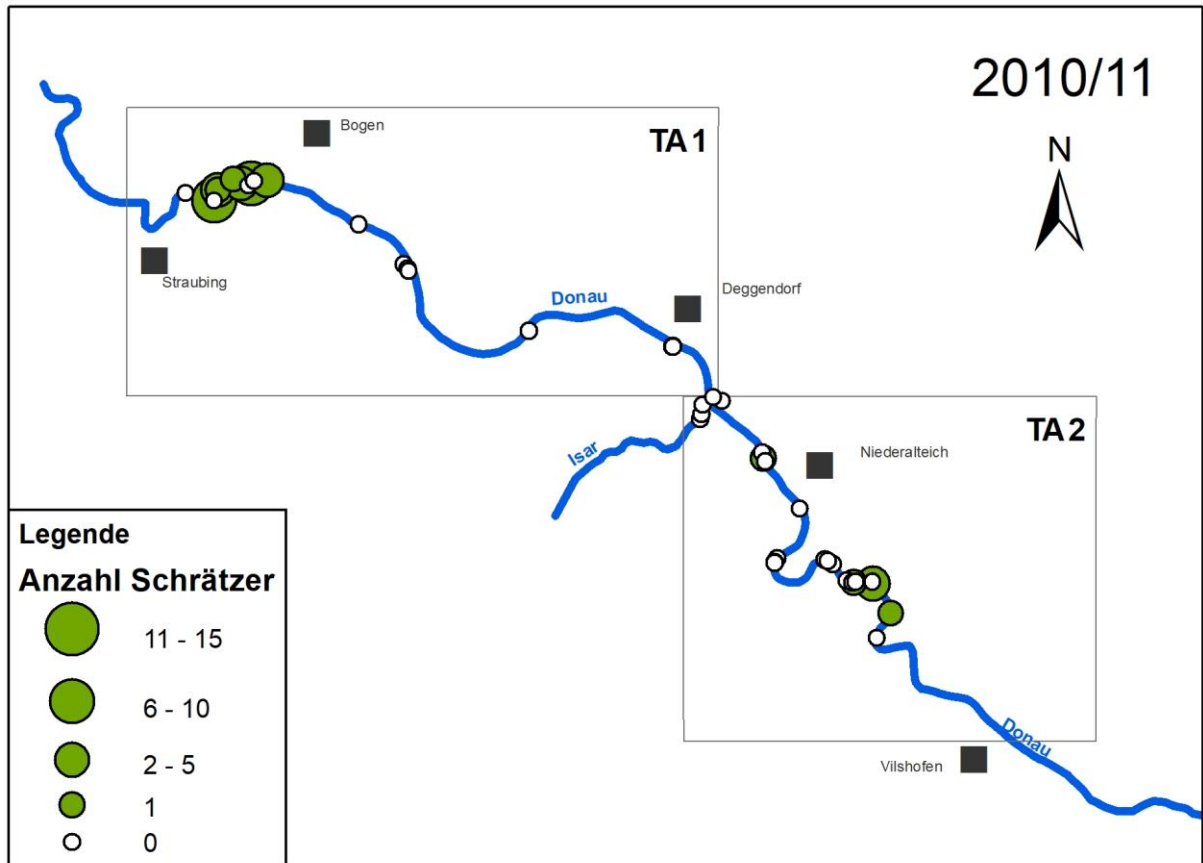 2010/11
N
Bogen
TA 1
Straubing
Donau
Deggendorf
TA 2
Isar
Niederalteich
Donau
Vilshofen
Legende
Anzahl Schrätzer
11 - 15
6 - 10
2 - 5
1
0